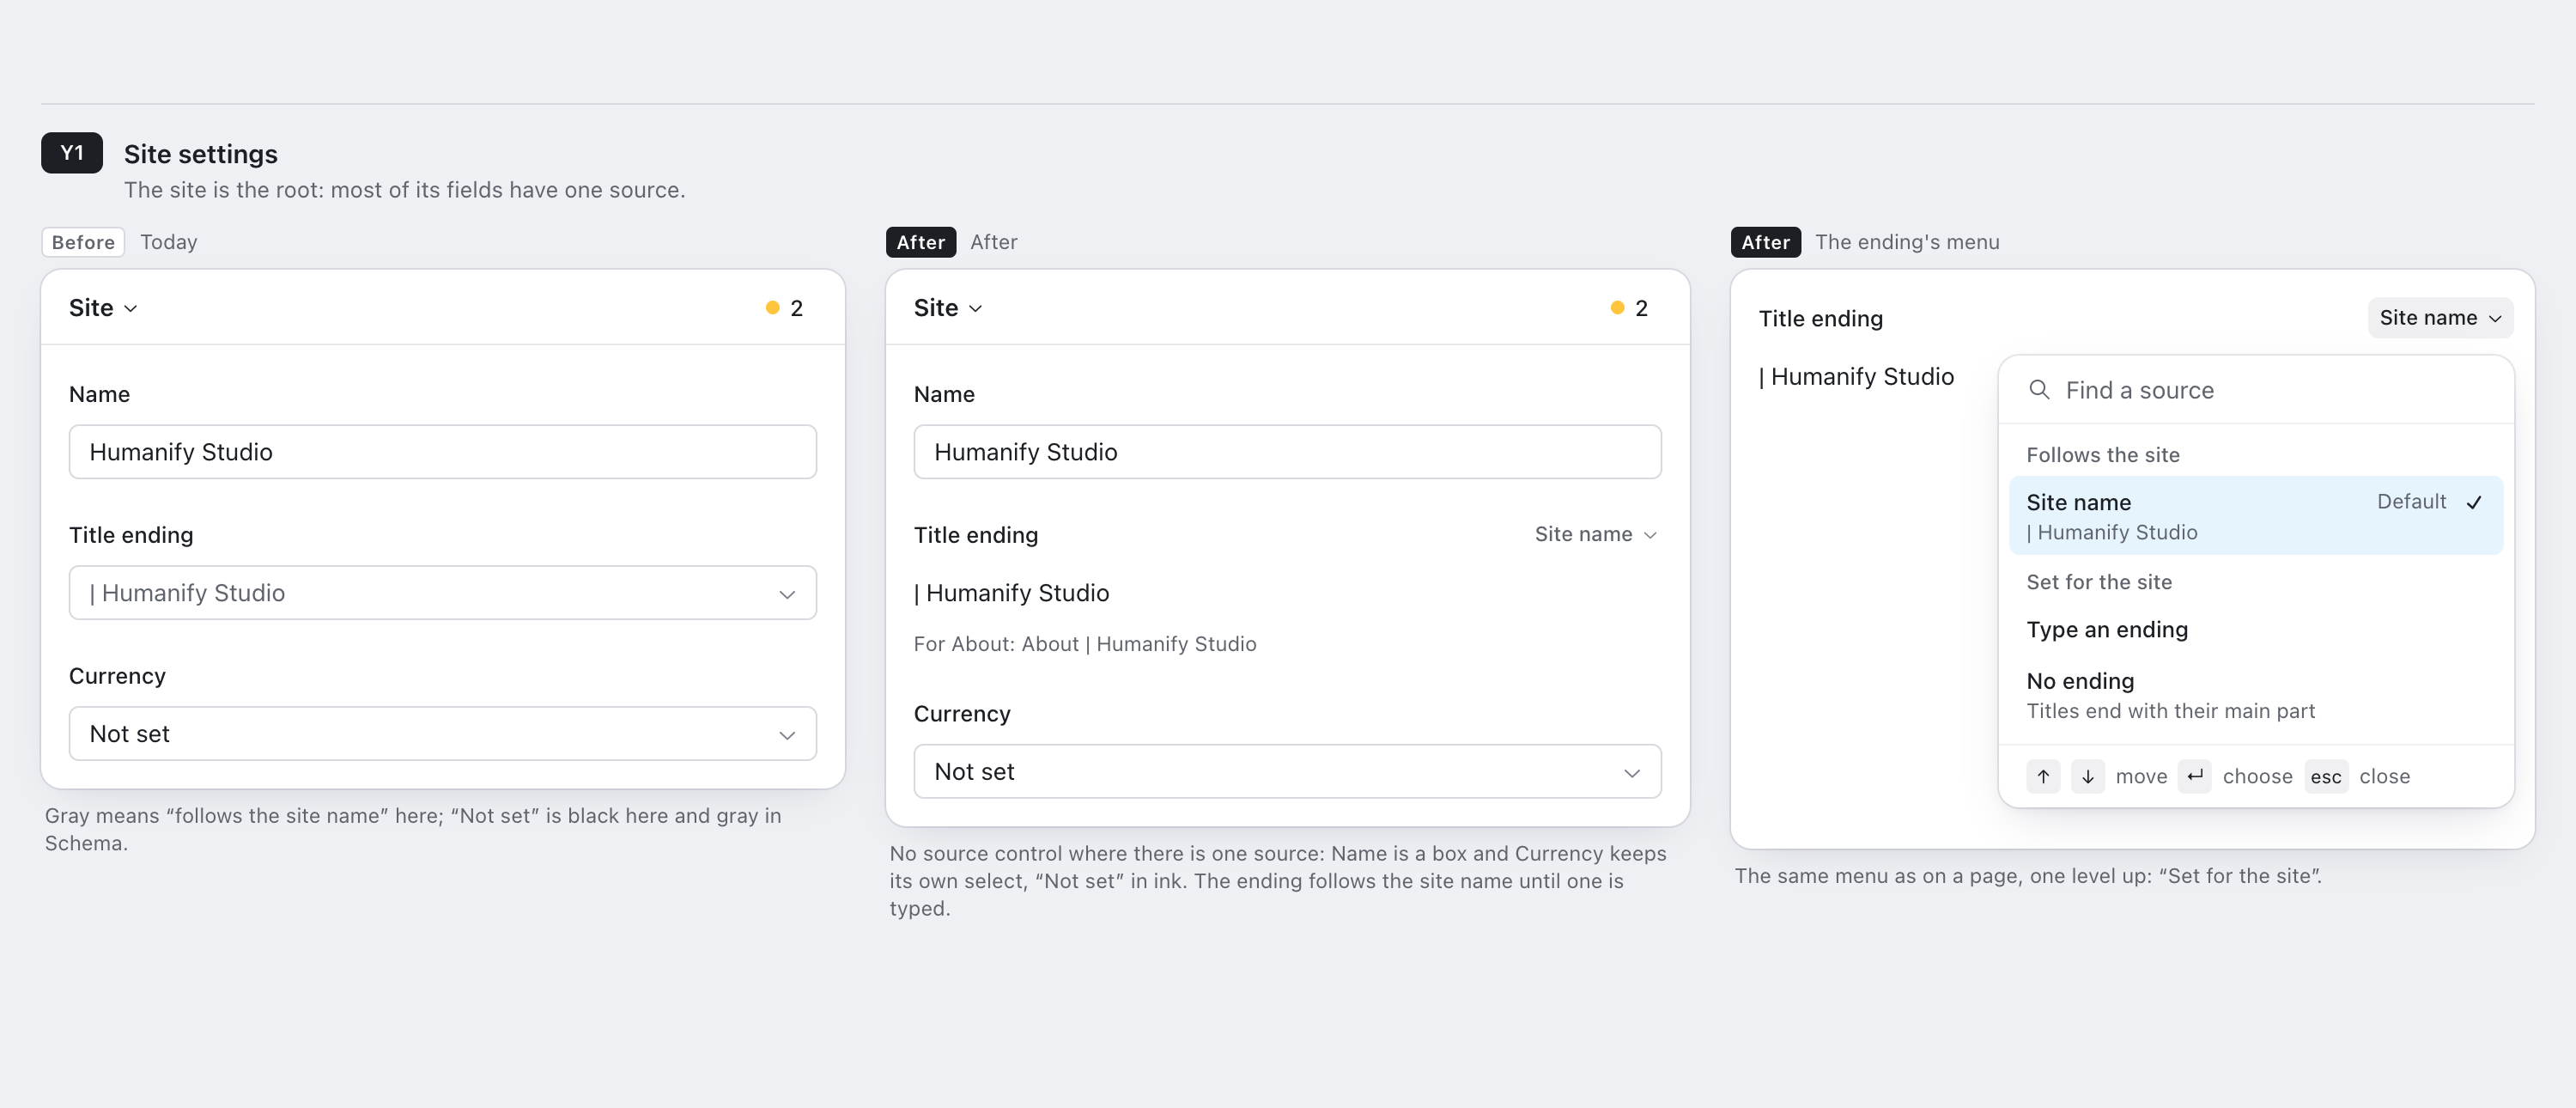 Y1
Site settings
The site is the root: most of its fields have one source.
Before Today
Site
2
Name
Humanify Studio
Title ending
| Humanify Studio
Currency
Not set
Gray means “follows the site name” here; “Not set” is black here and gray in
Schema.
After After
Site
2
Name
Humanify Studio
Title ending
Site name
| Humanify Studio
For About: About | Humanify Studio
Currency
Not set
No source control where there is one source: Name is a box and Currency keeps
its own select, “Not set” in ink. The ending follows the site name until one is
typed.
After The ending's menu
Title ending
Site name
| Humanify Studio
Find a source
Follows the site
Site name
Default
| Humanify Studio
Set for the site
Type an ending
No ending
Titles end with their main part
↑ ↓ move ↵ choose esc close
The same menu as on a page, one level up: “Set for the site”.